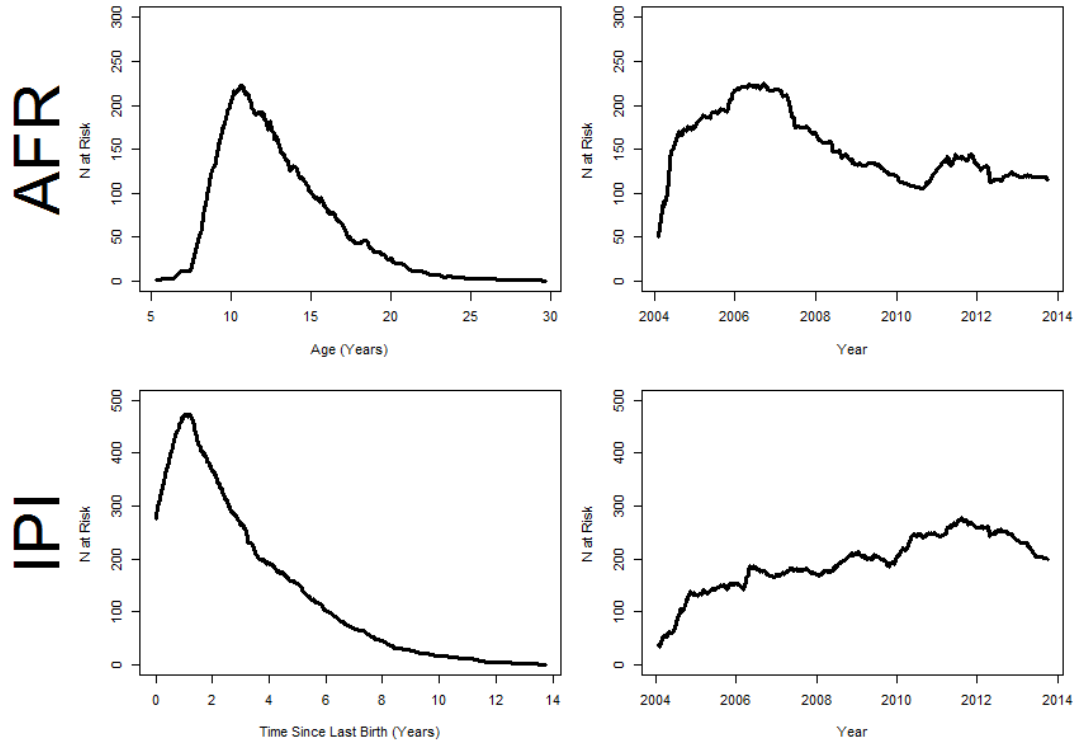 AFR
N at Risk
300
250
200
150
100
50
0
5 10 15 20 25 30
Age (Years)
N at Risk
300
250
200
150
100
50
0
2004 2006 2008 2010 2012 2014
Year
IPI
N at Risk
500
400
300
200
100
0
0 2 4 6 8 10 12 14
Time Since Last Birth (Years)
N at Risk
500
400
300
200
100
0
2004 2006 2008 2010 2012 2014
Year